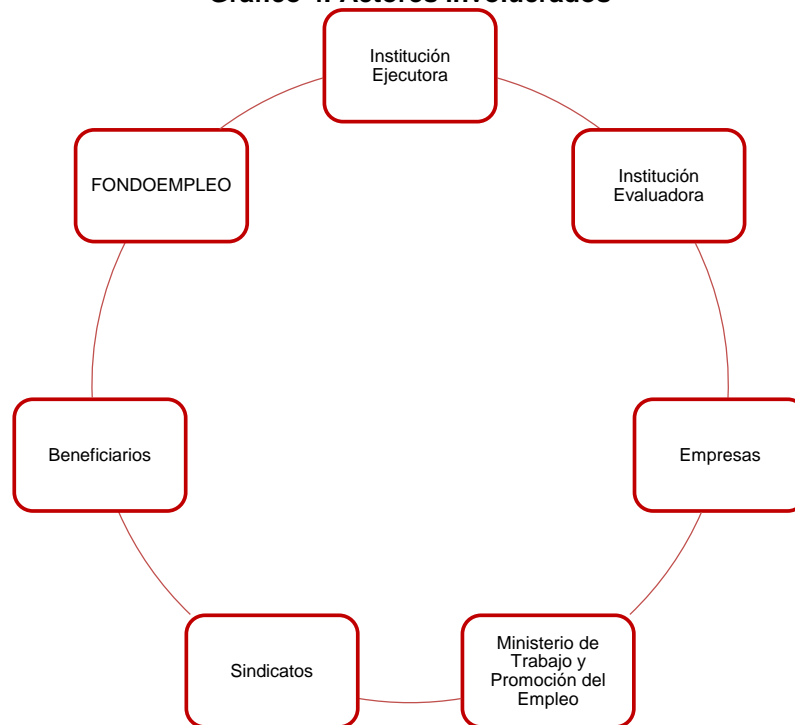 Institución
Ejecutora
Institución
Evaluadora
Empresas
Ministerio de
Trabajo y
Promoción del
Empleo
Sindicatos
Beneficiarios
FONDOEMPLEO